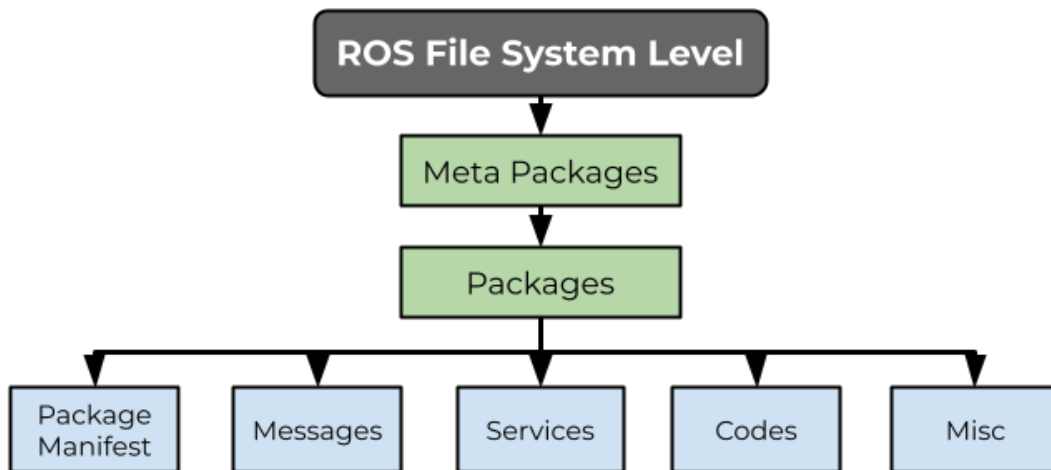 ROS File System Level
Meta Packages
Packages
Package
Manifest
Messages
Services
Codes
Misc